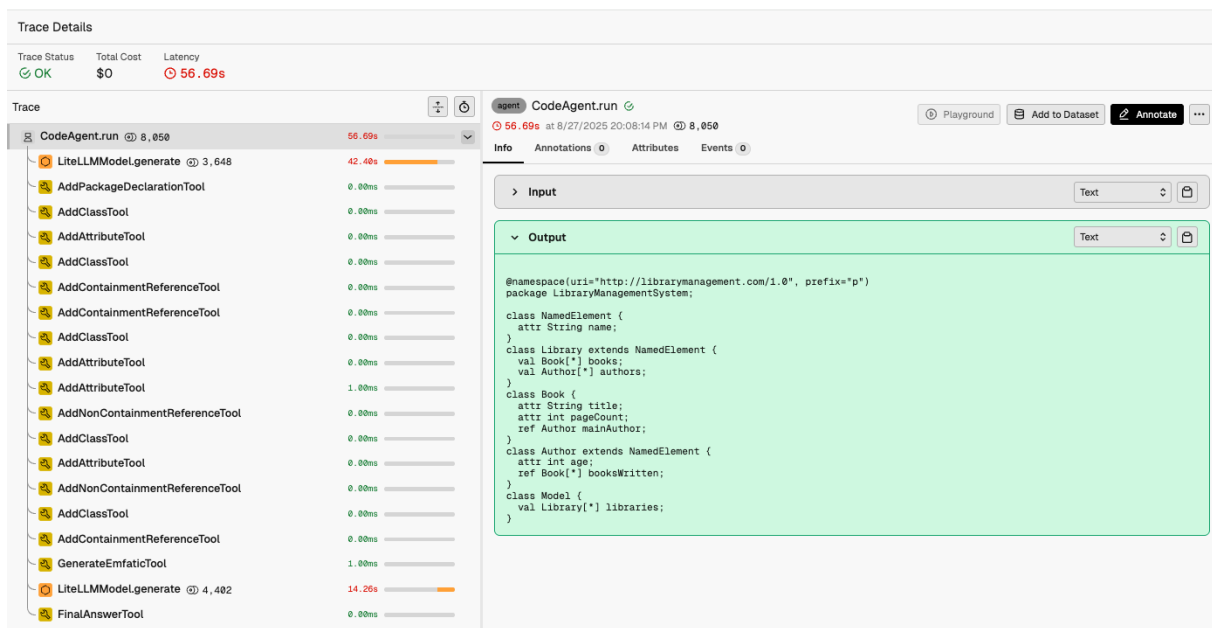 Trace Details
Trace Status Total Cost Latency
OK $0 56.69s
Trace
CodeAgent.run 8,050 56.69s
LiteLLMModel.generate 3,648 42.40s
AddPackageDeclarationTool 0.00ms
AddClassTool 0.00ms
AddAttributeTool 0.00ms
AddClassTool 0.00ms
AddContainmentReferenceTool 0.00ms
AddContainmentReferenceTool 0.00ms
AddClassTool 0.00ms
AddAttributeTool 0.00ms
AddAttributeTool 1.00ms
AddNonContainmentReferenceTool 0.00ms
AddClassTool 0.00ms
AddAttributeTool 0.00ms
AddNonContainmentReferenceTool 0.00ms
AddClassTool 0.00ms
AddContainmentReferenceTool 0.00ms
GenerateEmfaticTool 1.00ms
LiteLLMModel.generate 4,402 14.26s
FinalAnswerTool 0.00ms
agent CodeAgent.run
56.69s at 8/27/2025 20:08:14 PM 8,050
Playground Add to Dataset Annotate ...
Info Annotations 0 Attributes Events 0
Input Text
Output Text
@namespace(uri="http://librarymanagement.com/1.0", prefix="p")
package LibraryManagementSystem;
class NamedElement {
attr String name;
}
class Library extends NamedElement {
val Book[*] books;
val Author[*] authors;
}
class Book {
attr String title;
attr int pageCount;
ref Author mainAuthor;
}
class Author extends NamedElement {
attr int age;
ref Book[*] booksWritten;
}
class Model {
val Library[*] libraries;
}